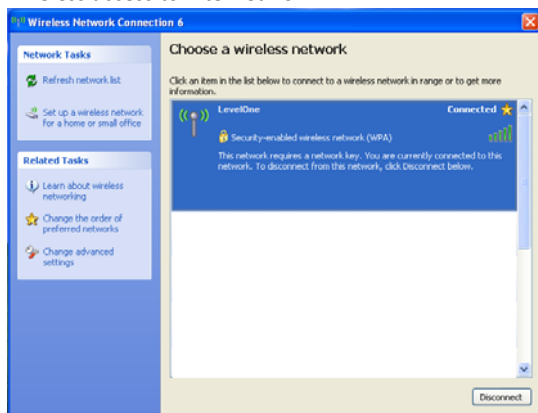 Wireless Network Connection 6
Network Tasks
Refresh network list
Set up a wireless network
for a home or small office
Related Tasks
Learn about wireless
networking
Change the order of
preferred networks
Change advanced
settings
Choose a wireless network
Click an item in the list below to connect to a wireless network in range or to get more
information.
LevelOne Connected
Security-enabled wireless network (WPA)
This network requires a network key. You are currently connected to this
network. To disconnect from this network, click Disconnect below.
Disconnect